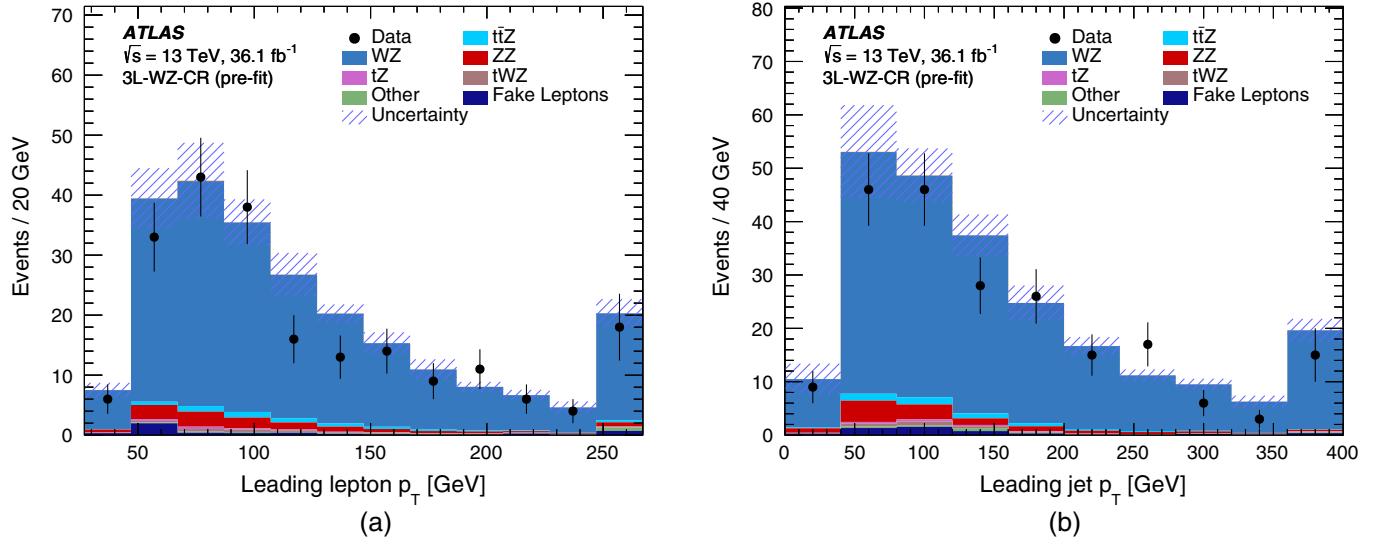 ATLAS
√s = 13 TeV, 36.1 fb⁻¹
3L-WZ-CR (pre-fit)
Data
WZ
tZ
Other
Uncertainty
tt̄Z
ZZ
tWZ
Fake Leptons
Events / 20 GeV
70
60
50
40
30
20
10
0
50 100 150 200 250
Leading lepton p_T [GeV]
(a)
ATLAS
√s = 13 TeV, 36.1 fb⁻¹
3L-WZ-CR (pre-fit)
Data
WZ
tZ
Other
Uncertainty
tt̄Z
ZZ
tWZ
Fake Leptons
Events / 40 GeV
80
70
60
50
40
30
20
10
0
0 50 100 150 200 250 300 350 400
Leading jet p_T [GeV]
(b)